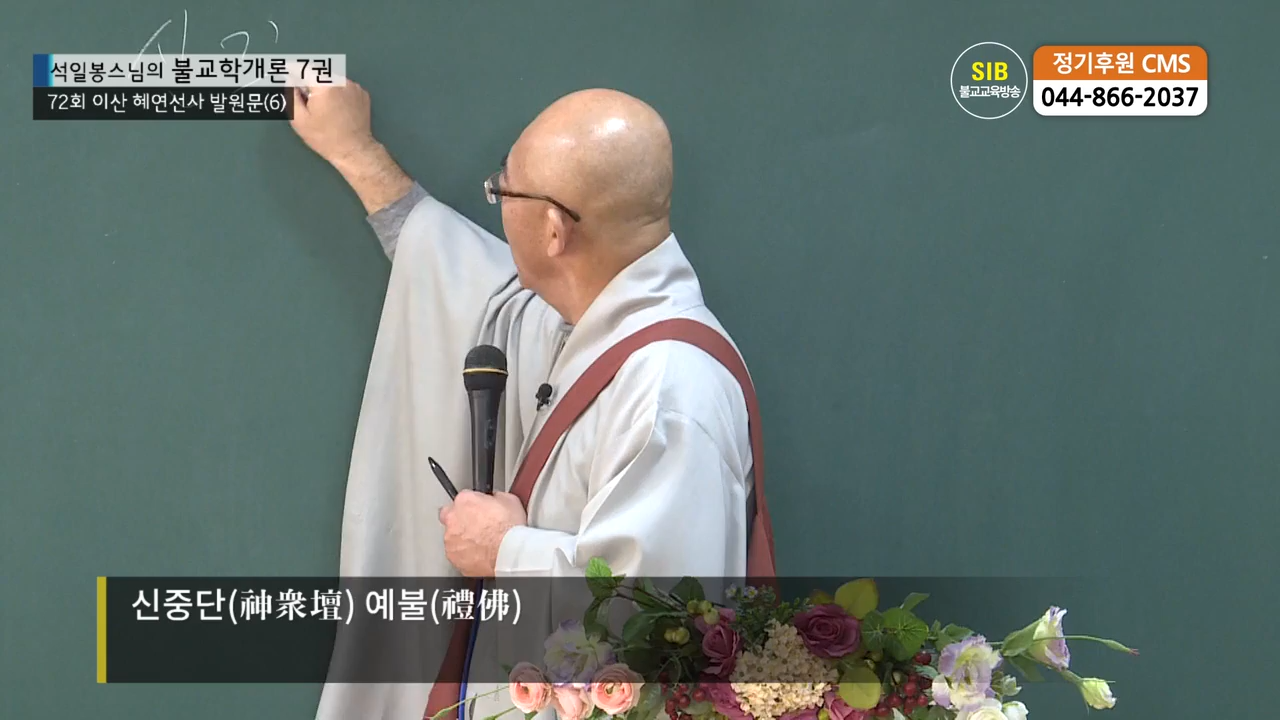 석일봉스님의 불교학개론 7권
72회 이산 혜연선사 발원문(6)
SIB
불교교육방송
정기후원 CMS
044-866-2037
신중단(神衆壇) 예불(禮佛)